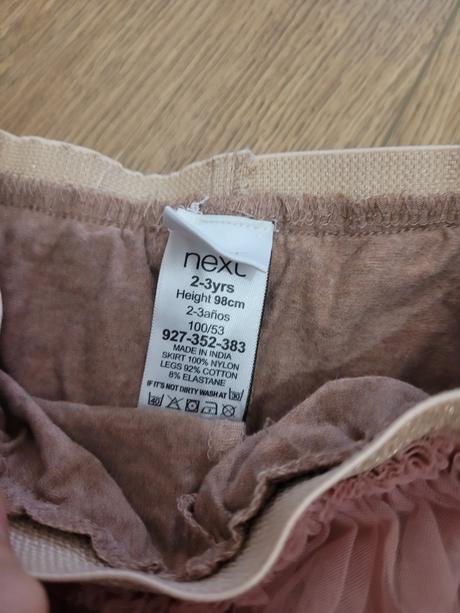 next
2-3yrs
Height 98cm
2-3años
100/53
927-352-383
MADE IN INDIA
SKIRT 100% NYLON
LEGS 92% COTTON
8% ELASTANE
IF IT'S NOT DIRTY WASH AT 30
40